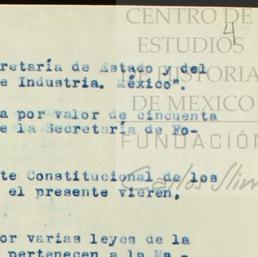 CENTRO DE
4
ESTUDIOS
DE HISTORIA
DE MEXICO
FUNDACIÓN
Carlos Slim
cretaría de Estado y del
e Industria. México".
a por valor de cincuenta
e la Secretaría de Fo-
te Constitucional de los
el presente vieren,
or varias leyes de la
pertenecen a la Na-